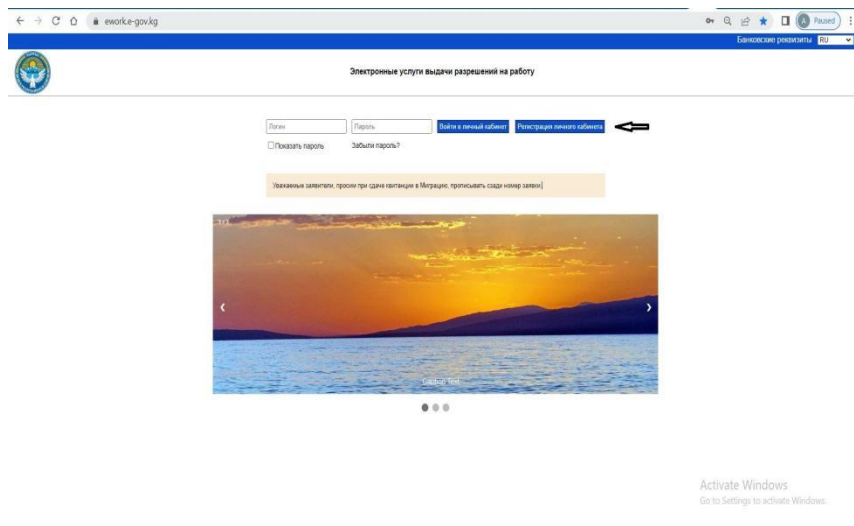 ework.e-gov.kg
Paused
Банковские реквизиты RU
Электронные услуги выдачи разрешений на работу
Логин Пароль Войти в личный кабинет Регистрация личного кабинета
Показать пароль Забыли пароль?
Уважаемые заявители, просим при сдаче квитанции в Миграцию, прописывать сзади номер заявки.
Caption Text
Activate Windows
Go to Settings to activate Windows.